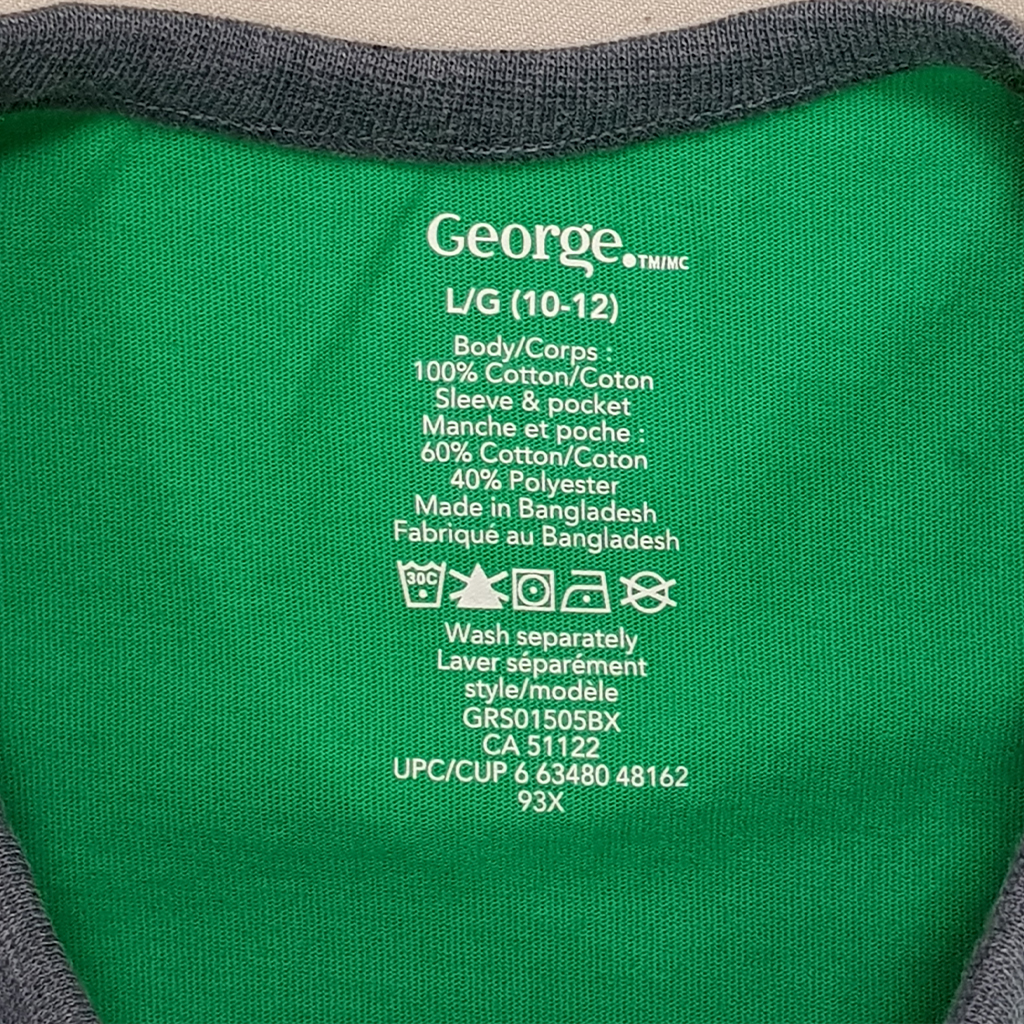 George.TM/MC
L/G (10-12)
Body/Corps :
100% Cotton/Coton
Sleeve & pocket
Manche et poche :
60% Cotton/Coton
40% Polyester
Made in Bangladesh
Fabriqué au Bangladesh
30C
Wash separately
Laver séparément
style/modèle
GRS01505BX
CA 51122
UPC/CUP 6 63480 48162
93X